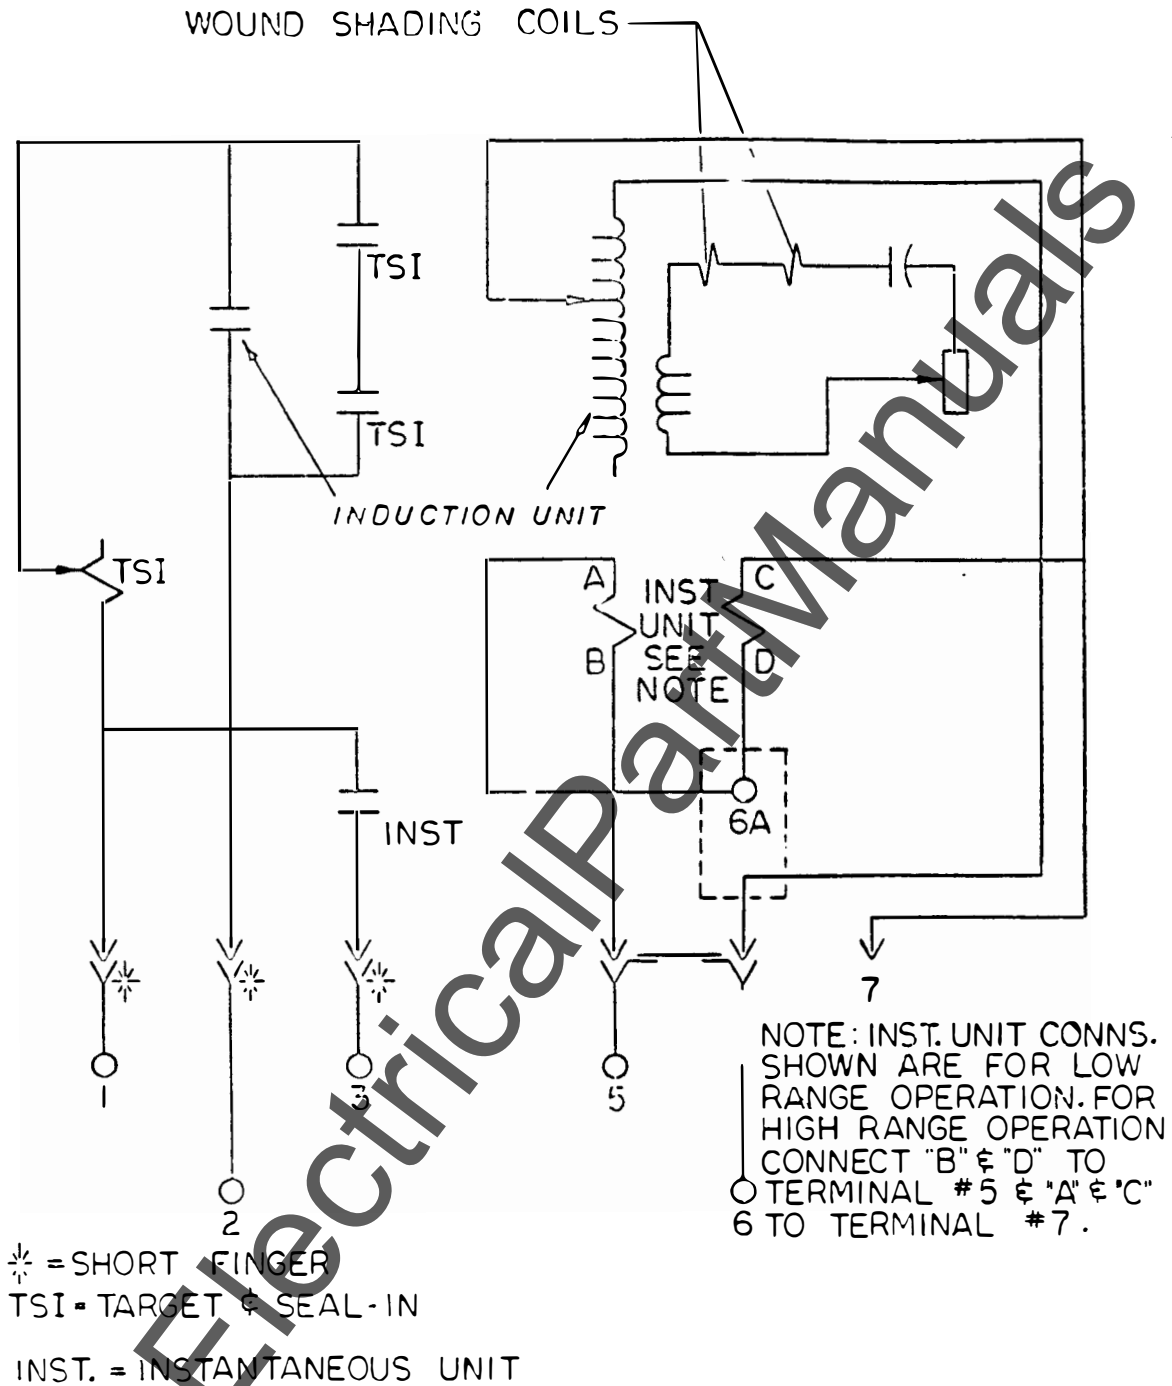 WOUND SHADING COILS
TSI
TSI
INDUCTION UNIT
TSI
A
INST
UNIT
SEE
NOTE
C
B
D
6A
INST
7
NOTE: INST. UNIT CONNS.
SHOWN ARE FOR LOW
RANGE OPERATION. FOR
HIGH RANGE OPERATION
CONNECT "B" & "D" TO
TERMINAL #5 & "A" & "C"
TO TERMINAL #7.
1
3
5
2
6
* = SHORT FINGER
TSI = TARGET & SEAL-IN
INST. = INSTANTANEOUS UNIT
ElectricalPartManuals